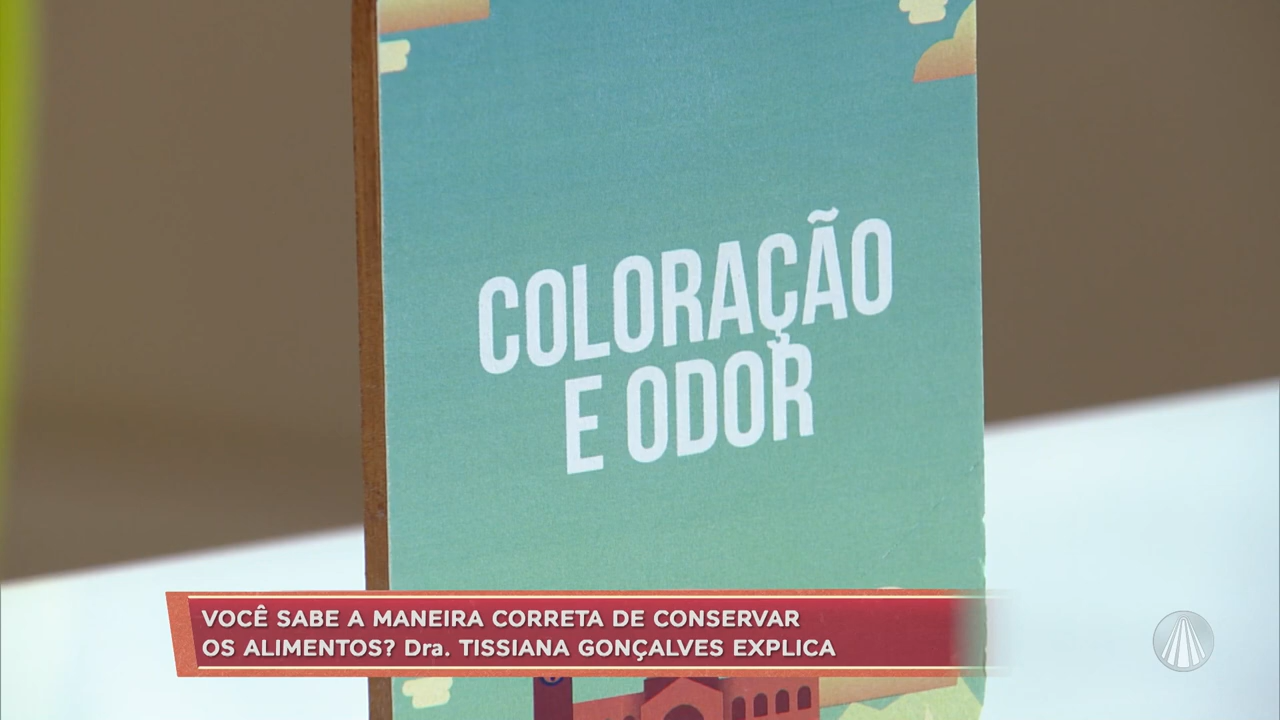 COLORAÇÃO
E ODOR
VOCÊ SABE A MANEIRA CORRETA DE CONSERVAR
OS ALIMENTOS? Dra. TISSIANA GONÇALVES EXPLICA